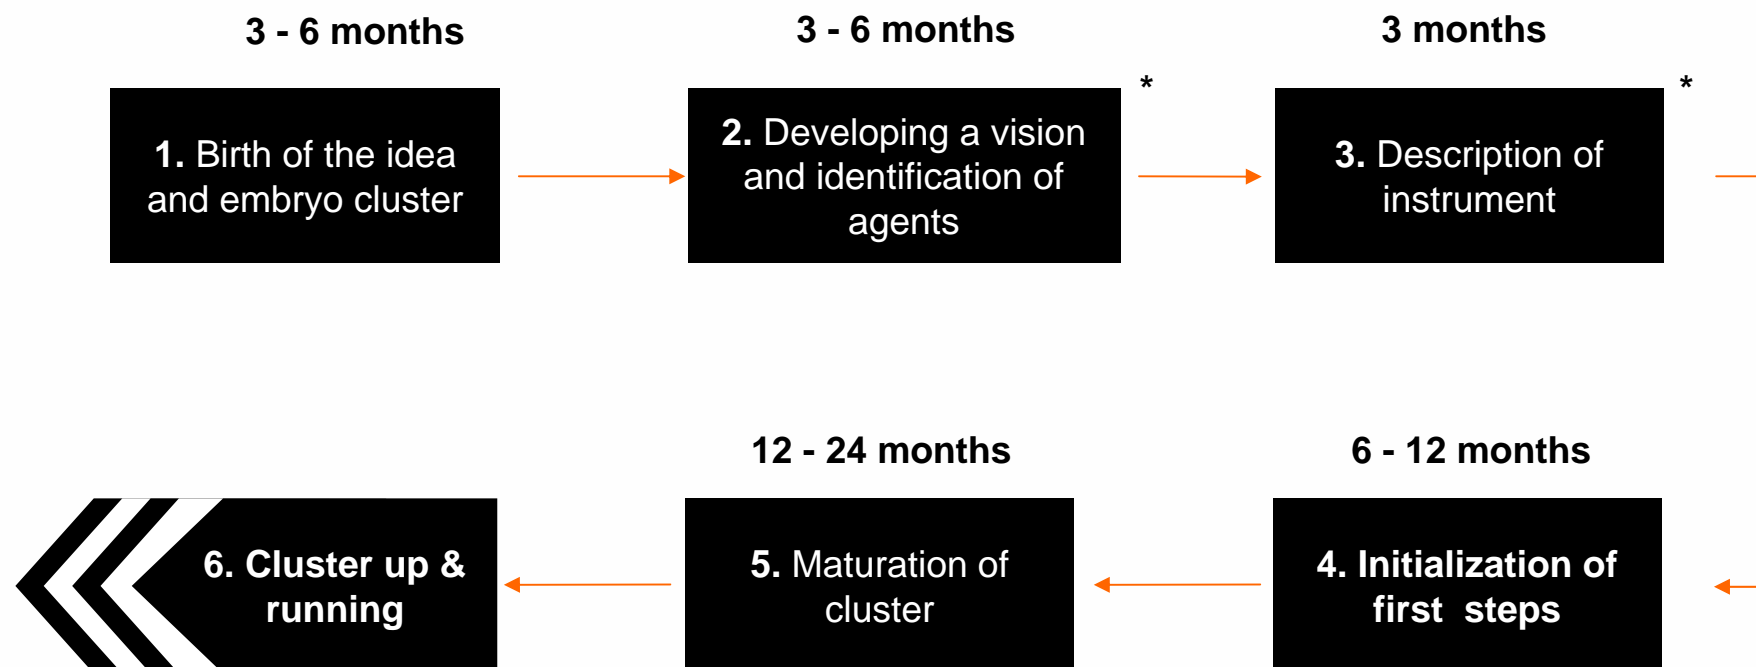 3 - 6 months
3 - 6 months
3 months
*
*
1. Birth of the idea
and embryo cluster
2. Developing a vision
and identification of
agents
3. Description of
instrument
12 - 24 months
6 - 12 months
6. Cluster up &
running
5. Maturation of
cluster
4. Initialization of
first  steps